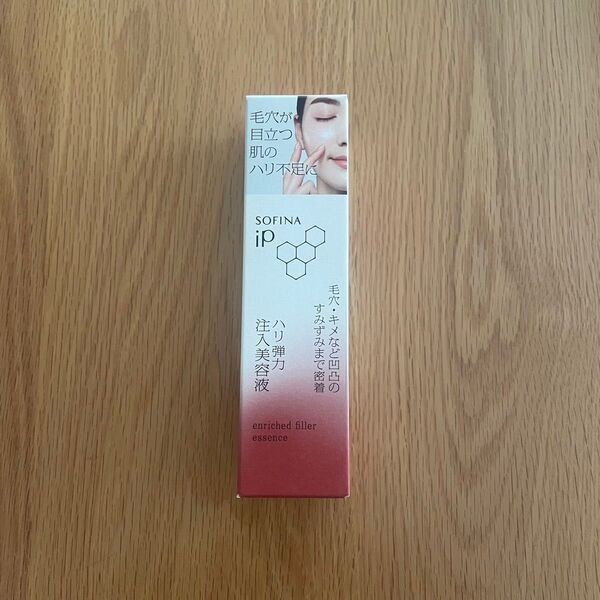 毛穴が
目立つ
肌の
ハリ不足に
SOFINA
iP
毛穴・キメなど凹凸の
すみずみまで密着
ハリ弾力
注入美容液
enriched filler
essence